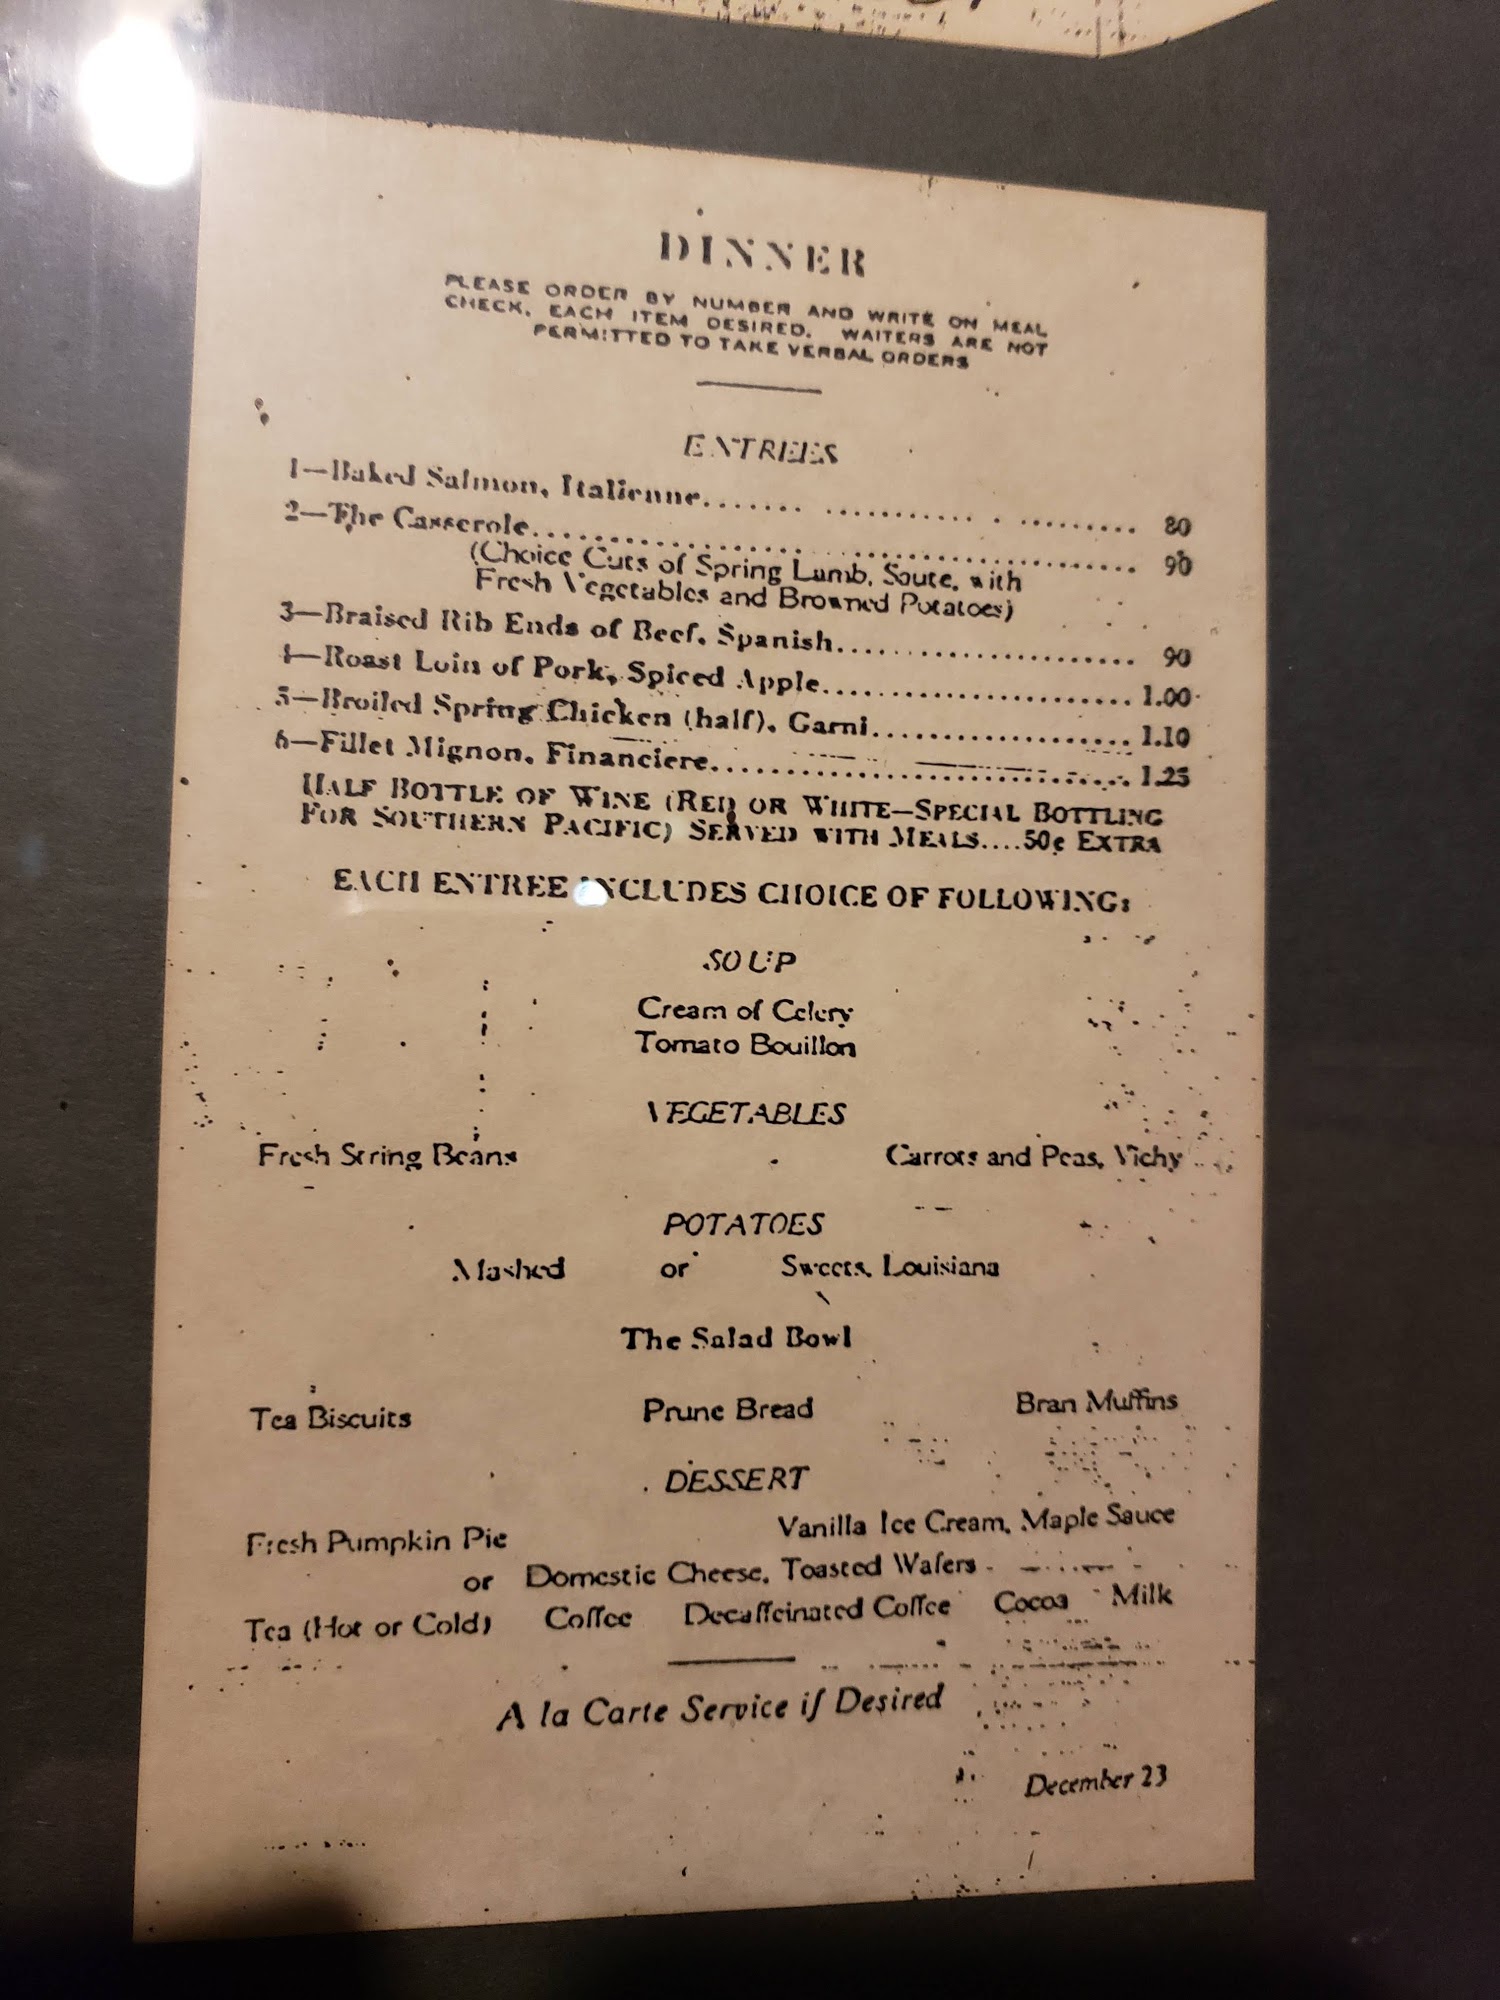 DINNER
PLEASE ORDER BY NUMBER AND WRITE ON MEAL
CHECK, EACH ITEM DESIRED. WAITERS ARE NOT
PERMITTED TO TAKE VERBAL ORDERS
ENTREES
1—Baked Salmon, Italienne....... ........... . ......... 80
2—The Casserole........................................ 90
(Choice Cuts of Spring Lamb, Saute, with
Fresh Vegetables and Browned Potatoes)
3—Braised Rib Ends of Beef, Spanish...................... 90
4—Roast Loin of Pork, Spiced Apple....................... 1.00
5—Broiled Spring Chicken (half), Garni................... 1.10
6—Fillet Mignon, Financiere.............................. 1.25
HALF BOTTLE OF WINE (RED OR WHITE—SPECIAL BOTTLING
FOR SOUTHERN PACIFIC) SERVED WITH MEALS....50c EXTRA
EACH ENTREE INCLUDES CHOICE OF FOLLOWING:
SOUP
Cream of Celery
Tomato Bouillon
VEGETABLES
Fresh String Beans Carrots and Peas, Vichy
POTATOES
Mashed or Sweets, Louisiana
The Salad Bowl
Tea Biscuits Prune Bread Bran Muffins
DESSERT
Fresh Pumpkin Pie Vanilla Ice Cream, Maple Sauce
or Domestic Cheese, Toasted Wafers
Tea (Hot or Cold) Coffee Decaffeinated Coffee Cocoa Milk
A la Carte Service if Desired
December 23